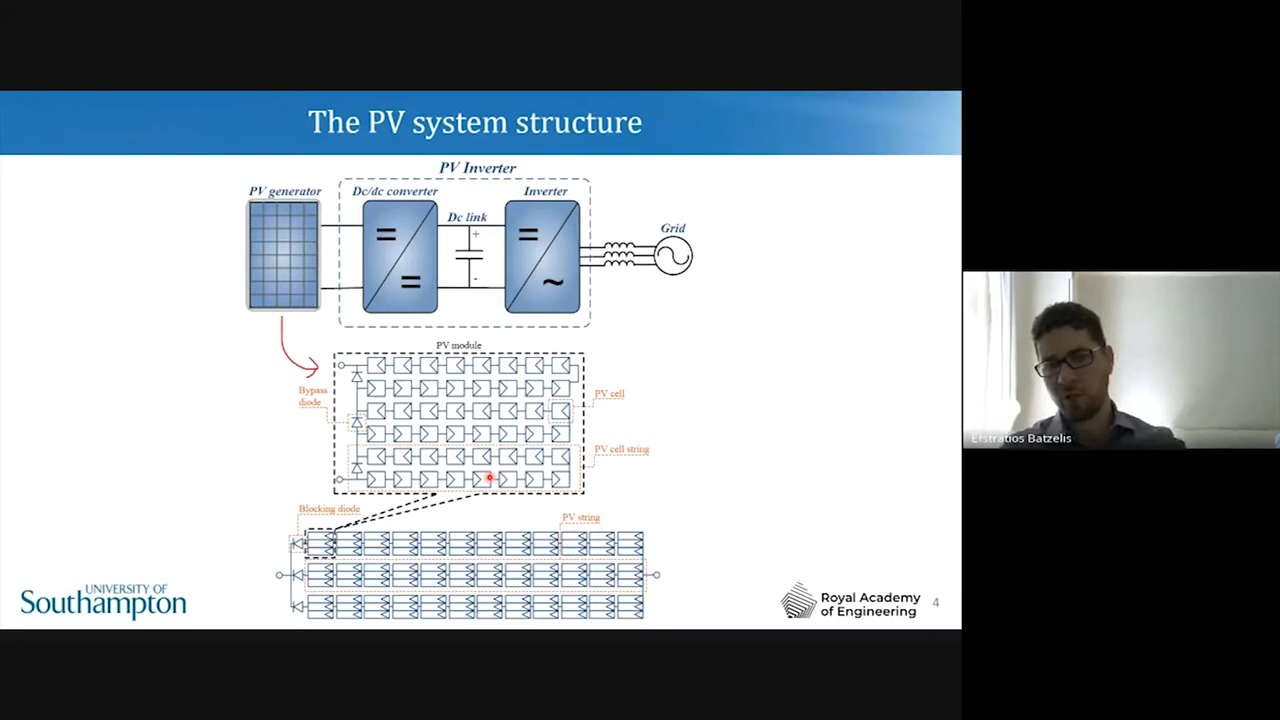 The PV system structure
PV Inverter
PV generator
Dc/dc converter
Inverter
Dc link
+
-
=
=
=
~
Grid
PV module
Bypass
diode
PV cell
PV cell string
Blocking diode
PV string
UNIVERSITY OF
Southampton
Royal Academy
of Engineering
4
Efstratios Batzelis